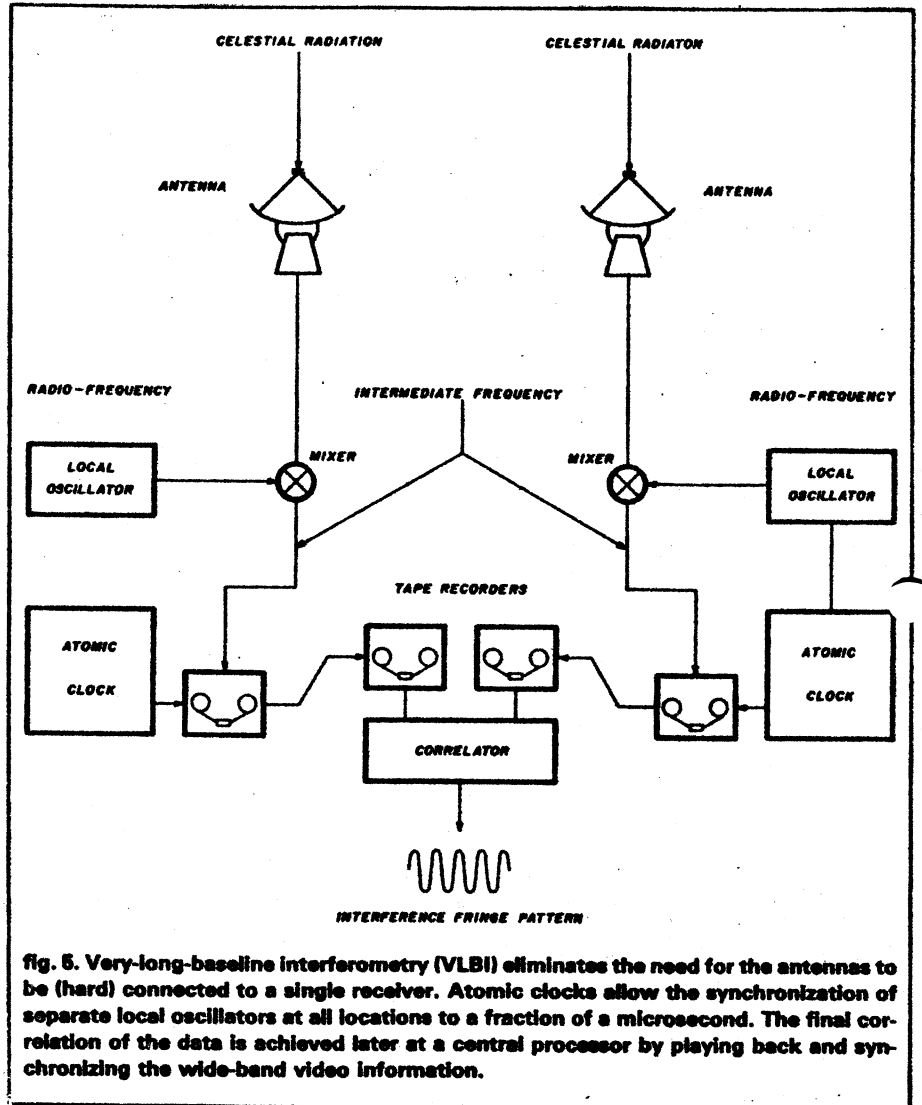 CELESTIAL RADIATION
CELESTIAL RADIATON
ANTENNA
ANTENNA
RADIO-FREQUENCY
INTERMEDIATE FREQUENCY
RADIO-FREQUENCY
LOCAL
OSCILLATOR
MIXER
MIXER
LOCAL
OSCILLATOR
TAPE RECORDERS
ATOMIC
CLOCK
ATOMIC
CLOCK
CORRELATOR
INTERFERENCE FRINGE PATTERN
fig. 5. Very-long-baseline interferometry (VLBI) eliminates the need for the antennas to
be (hard) connected to a single receiver. Atomic clocks allow the synchronization of
separate local oscillators at all locations to a fraction of a microsecond. The final cor-
relation of the data is achieved later at a central processor by playing back and syn-
chronizing the wide-band video information.